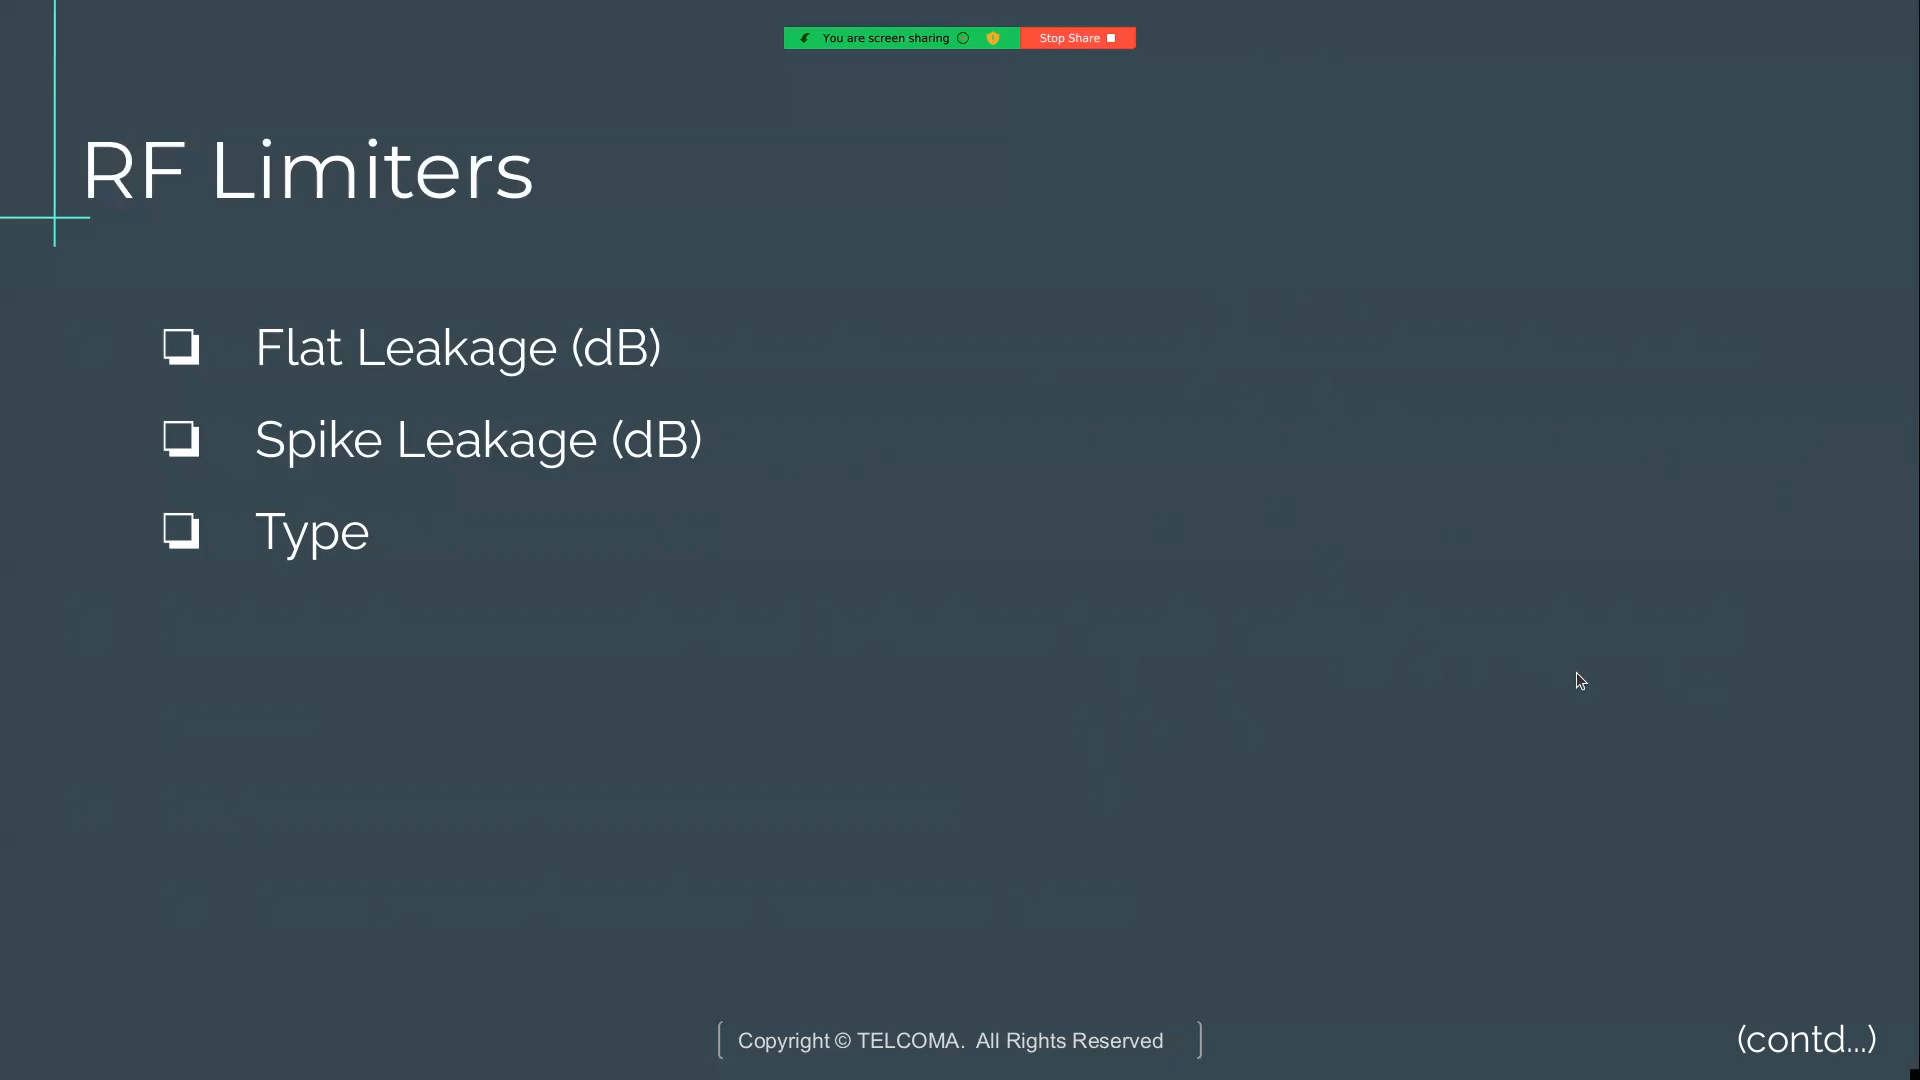 You are screen sharing
Stop Share
RF Limiters
❏ Flat Leakage (dB)
❏ Spike Leakage (dB)
❏ Type
Copyright © TELCOMA. All Rights Reserved
(contd...)